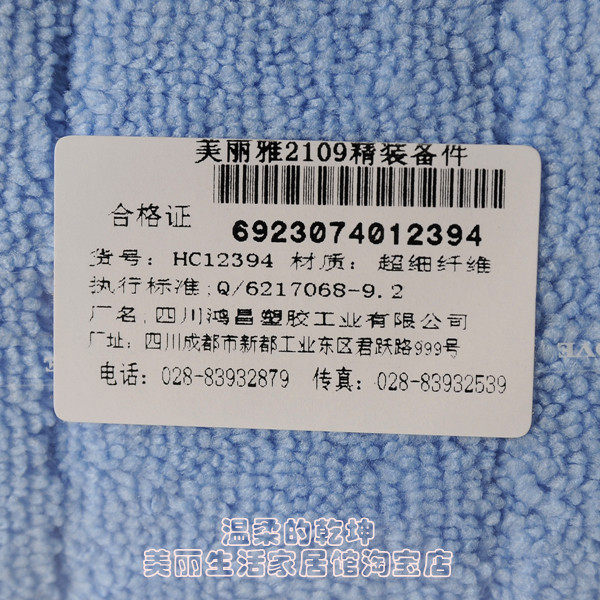 美丽雅2109精装备件
合格证
6923074012394
货号: HC12394 材质: 超细纤维
执行标准;Q/6217068-9.2
厂名,四川鸿昌塑胶工业有限公司
厂址: 四川成都市新都工业东区君跃路999号
电话: 028-83932879 传真: 028-83932539
温柔的乾坤
美丽生活家居馆淘宝店